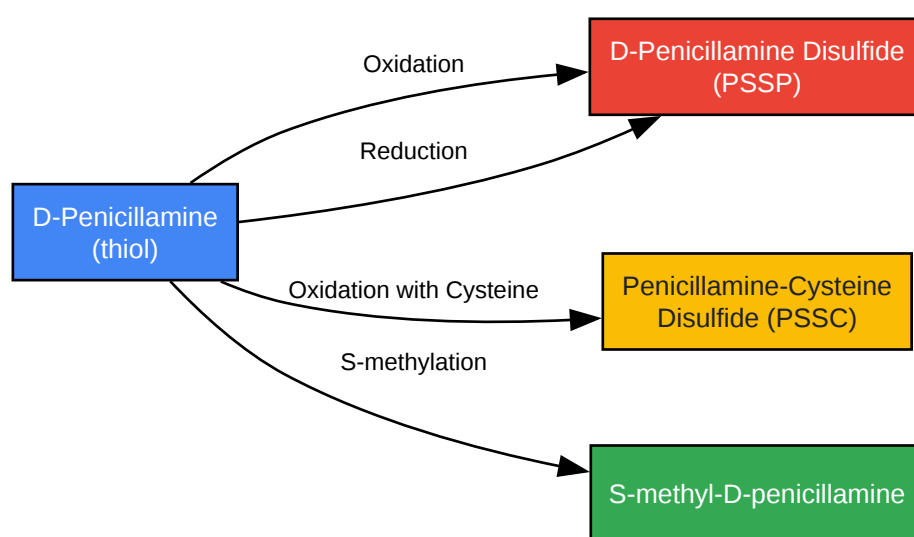 Oxidation
D-Penicillamine Disulfide
(PSSP)
Reduction
D-Penicillamine
(thiol)
Oxidation with Cysteine
Penicillamine-Cysteine
Disulfide (PSSC)
S-methylation
S-methyl-D-penicillamine